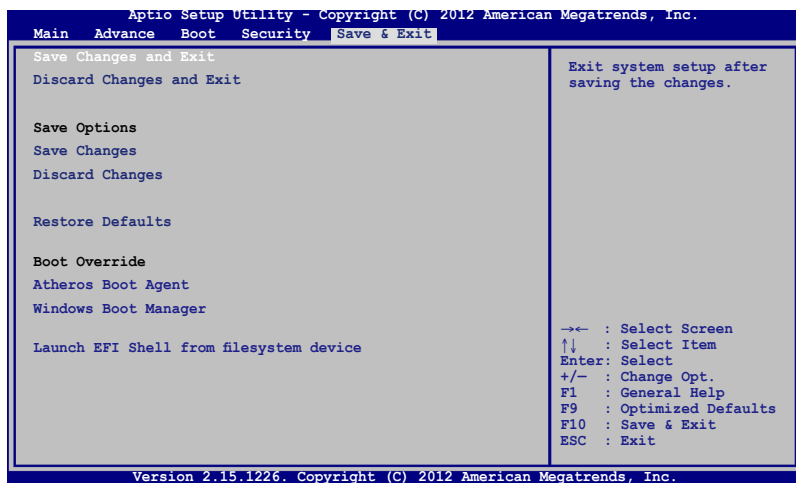 Aptio Setup Utility - Copyright (C) 2012 American Megatrends, Inc.
Main Advance Boot Security Save & Exit
Save Changes and Exit
Discard Changes and Exit
Save Options
Save Changes
Discard Changes
Restore Defaults
Boot Override
Atheros Boot Agent
Windows Boot Manager
Launch EFI Shell from filesystem device
Exit system setup after
saving the changes.
→← : Select Screen
↑↓ : Select Item
Enter: Select
+/— : Change Opt.
F1 : General Help
F9 : Optimized Defaults
F10 : Save & Exit
ESC : Exit
Version 2.15.1226. Copyright (C) 2012 American Megatrends, Inc.